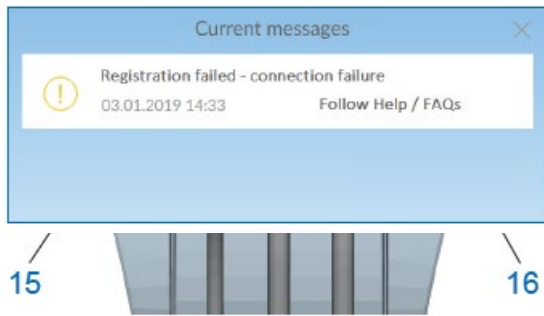 Current messages
Registration failed - connection failure
03.01.2019 14:33 Follow Help / FAQs
15 16